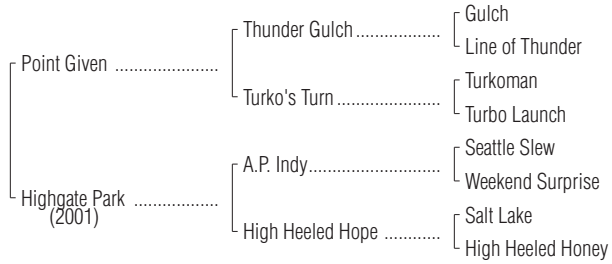 Gulch
Thunder Gulch ....................
Line of Thunder
Point Given .....................
Turkoman
Turko's Turn .....................
Turbo Launch
Seattle Slew
A.P. Indy..........................
Weekend Surprise
Highgate Park .................
(2001)
Salt Lake
High Heeled Hope ............
High Heeled Honey